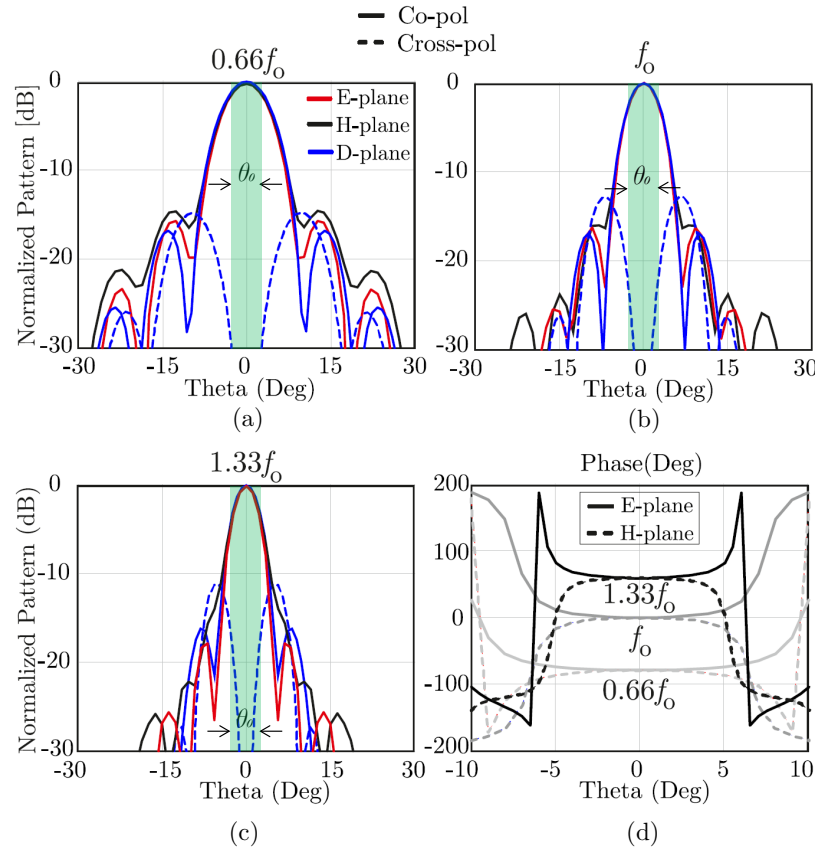 Co-pol
Cross-pol
0.66fo
Normalized Pattern [dB]
0
-10
-20
-30
E-plane
H-plane
D-plane
θo
-30 -15 0 15 30
Theta (Deg)
(a)
fo
0
-10
-20
-30
θo
-30 -15 0 15 30
Theta (Deg)
(b)
1.33fo
Normalized Pattern (dB)
0
-10
-20
-30
θo
-30 -15 0 15 30
Theta (Deg)
(c)
Phase(Deg)
200
100
0
-100
-200
E-plane
H-plane
1.33fo
fo
0.66fo
-10 -5 0 5 10
Theta (Deg)
(d)